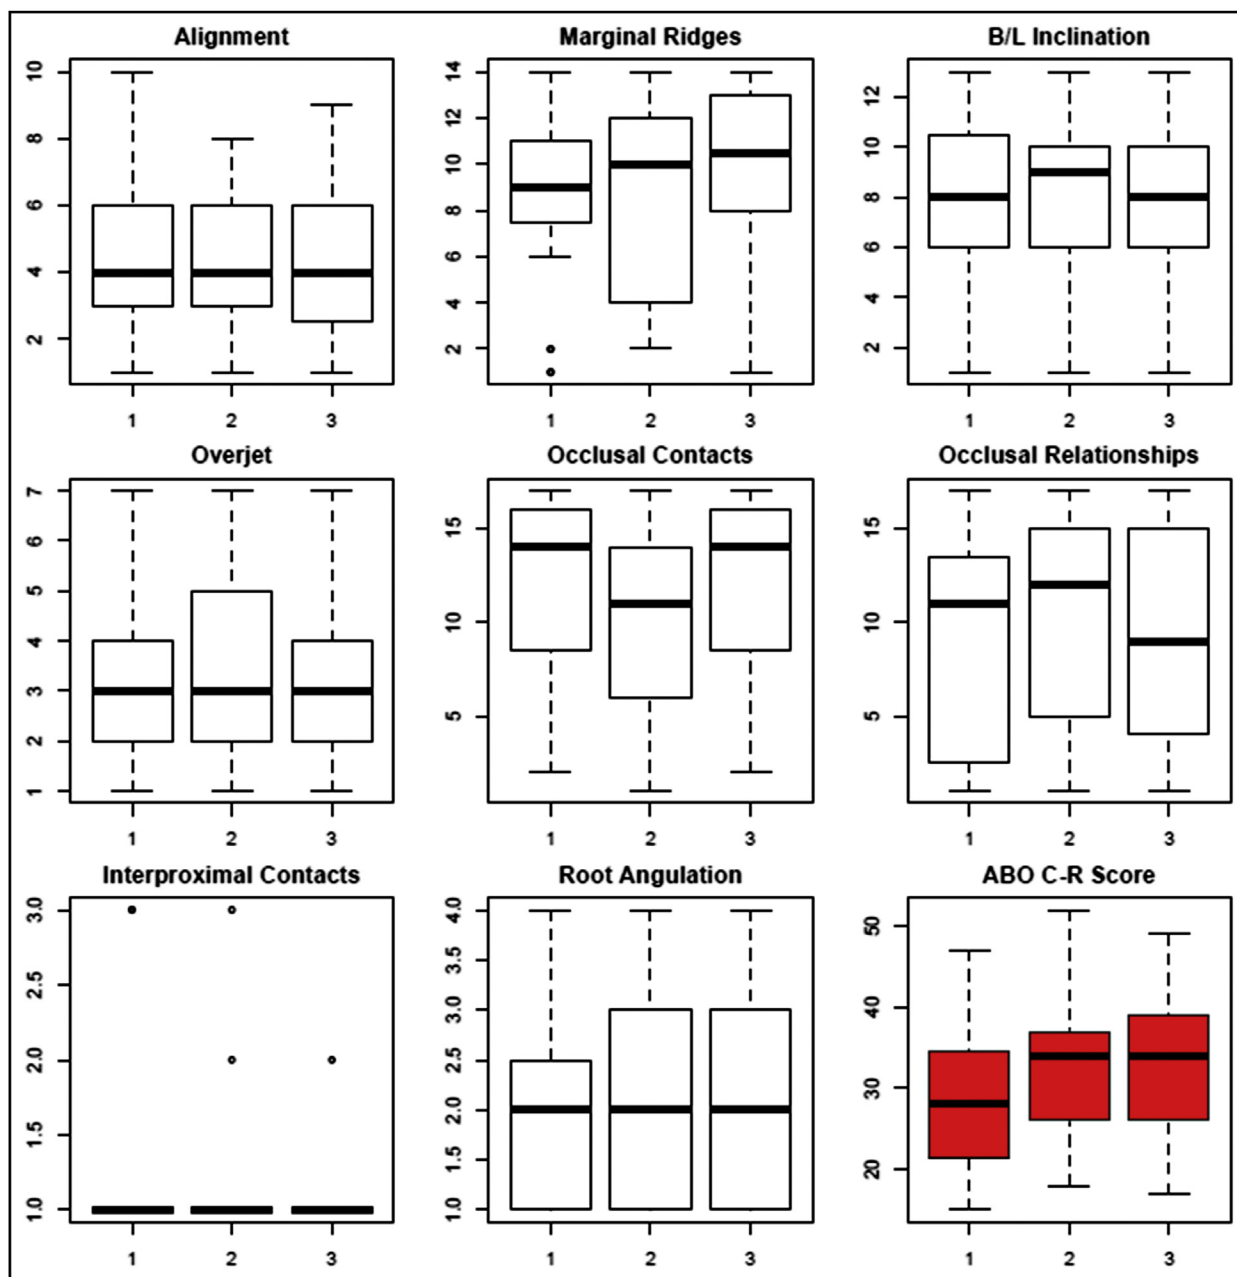 Alignment
10
8
6
4
2
1 2 3
Marginal Ridges
14
12
10
8
6
4
2
1 2 3
B/L Inclination
12
10
8
6
4
2
1 2 3
Overjet
7
6
5
4
3
2
1
1 2 3
Occlusal Contacts
15
10
5
1 2 3
Occlusal Relationships
15
10
5
1 2 3
Interproximal Contacts
3.0
2.5
2.0
1.5
1.0
1 2 3
Root Angulation
4.0
3.5
3.0
2.5
2.0
1.5
1.0
1 2 3
ABO C-R Score
50
40
30
20
1 2 3